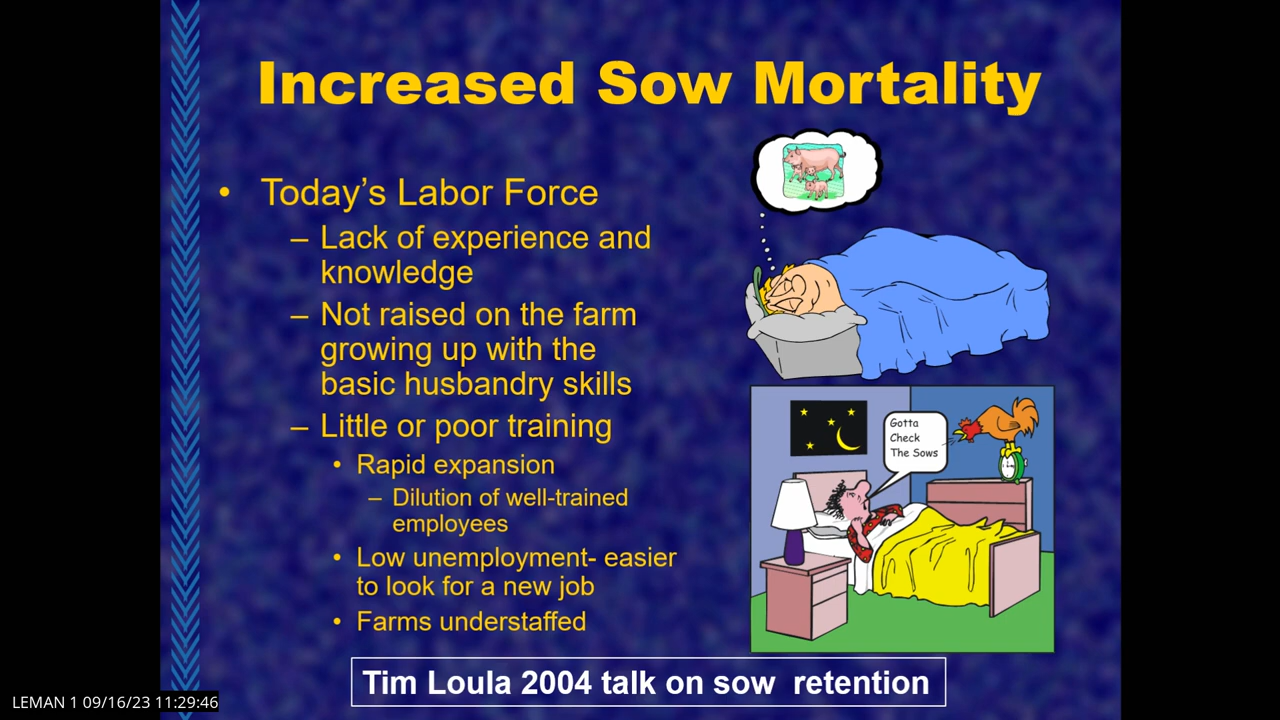 Increased Sow Mortality
• Today's Labor Force
– Lack of experience and
knowledge
– Not raised on the farm
growing up with the
basic husbandry skills
– Little or poor training
• Rapid expansion
– Dilution of well-trained
employees
• Low unemployment- easier
to look for a new job
• Farms understaffed
Gotta
Check
The Sows
Tim Loula 2004 talk on sow  retention
LEMAN 1 09/16/23 11:29:46